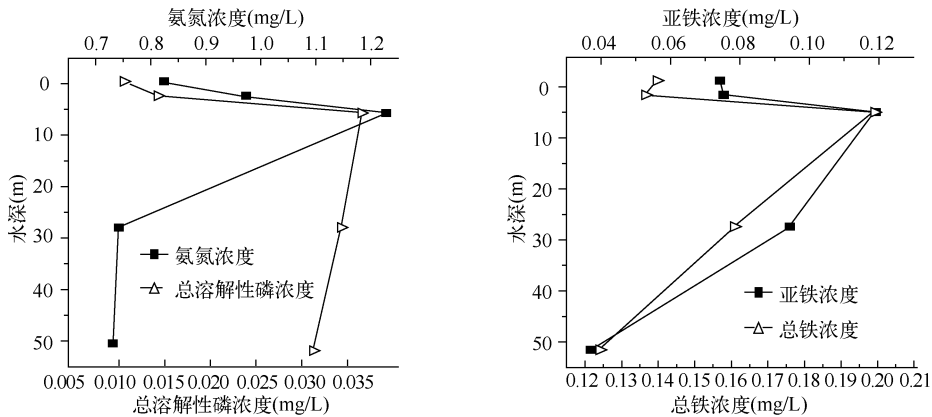 氨氮浓度(mg/L)
0.7 0.8 0.9 1.0 1.1 1.2
0
10
20
30
40
50
水深(m)
氨氮浓度
总溶解性磷浓度
0.005 0.010 0.015 0.020 0.025 0.030 0.035
总溶解性磷浓度(mg/L)
亚铁浓度(mg/L)
0.04 0.06 0.08 0.10 0.12
0
10
20
30
40
50
水深(m)
亚铁浓度
总铁浓度
0.12 0.13 0.14 0.15 0.16 0.17 0.18 0.19 0.20 0.21
总铁浓度(mg/L)